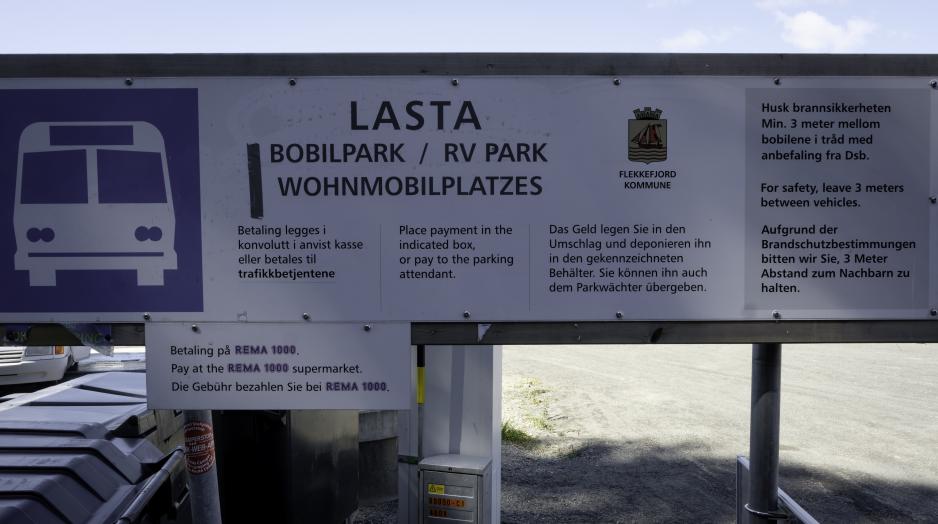 LASTA
BOBILPARK / RV PARK
WOHNMOBILPLATZES
FLEKKEFJORD
KOMMUNE
Betaling legges i
konvolutt i anvist kasse
eller betales til
trafikkbetjentene
Place payment in the
indicated box,
or pay to the parking
attendant.
Das Geld legen Sie in den
Umschlag und deponieren ihn
in den gekennzeichneten
Behälter. Sie können ihn auch
dem Parkwächter übergeben.
Husk brannsikkerheten
Min. 3 meter mellom
bobilene i tråd med
anbefaling fra Dsb.
For safety, leave 3 meters
between vehicles.
Aufgrund der
Brandschutzbestimmungen
bitten wir Sie, 3 Meter
Abstand zum Nachbarn zu
halten.
Betaling på REMA 1000.
Pay at the REMA 1000 supermarket.
Die Gebühr bezahlen Sie bei REMA 1000.